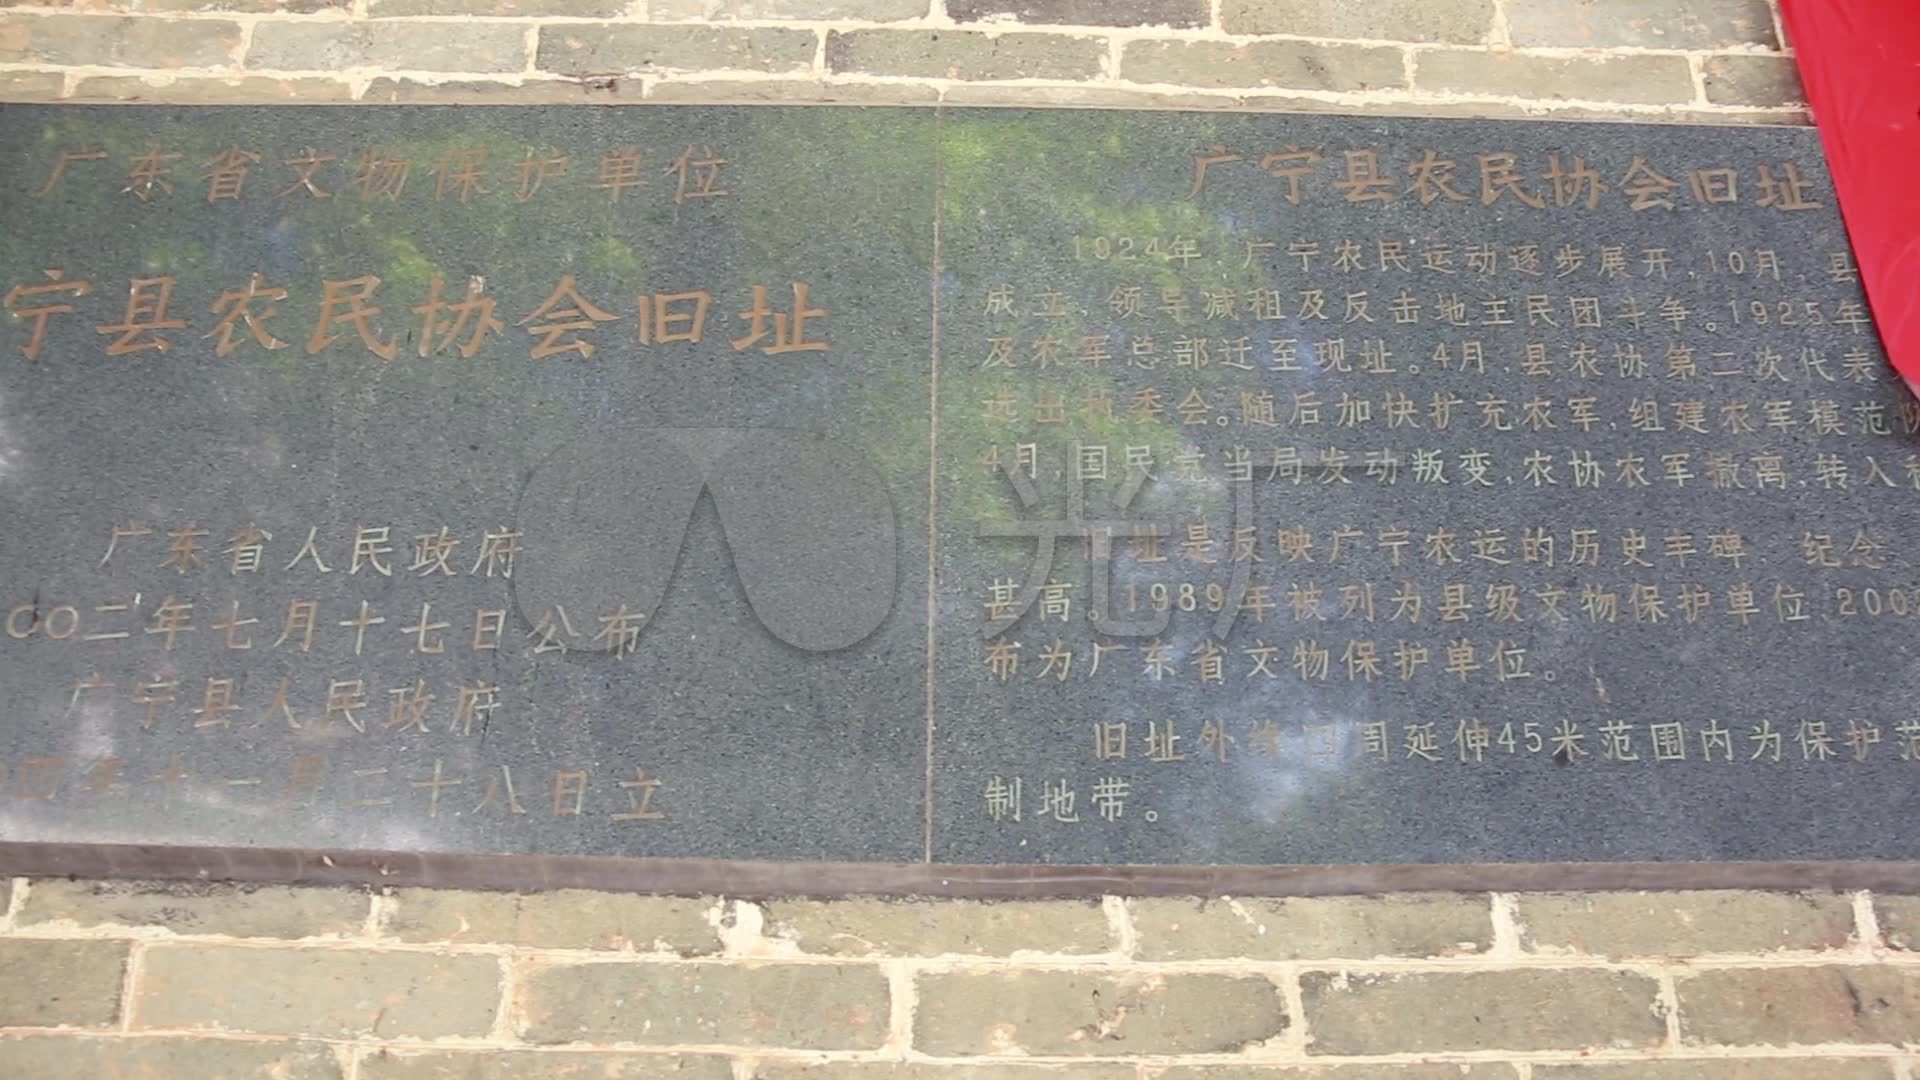 广东省文物保护单位
宁县农民协会旧址
广东省人民政府
〇〇二年七月十七日公布
广宁县人民政府
四年十一月二十八日立
广宁县农民协会旧址
1924年,广宁农民运动逐步展开,10月,县
成立,领导减租及反击地主民团斗争。1925年
及农军总部迁至现址。4月,县农协第二次代表
选出执委会。随后加快扩充农军,组建农军模范队
4月,国民党当局发动叛变,农协农军撤离,转入
旧址是反映广宁农运的历史丰碑 纪念
甚高。1989年被列为县级文物保护单位,200
布为广东省文物保护单位。
旧址外缘四周延伸45米范围内为保护范
制地带。
光厂